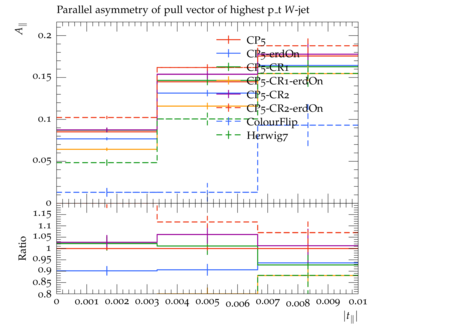 Parallel asymmetry of pull vector of highest p_t W-jet
A∥
0.2
0.15
0.1
0.05
0
CP5
CP5-erdOn
CP5-CR1
CP5-CR1-erdOn
CP5-CR2
CP5-CR2-erdOn
ColourFlip
Herwig7
Ratio
1.15
1.1
1.05
1
0.95
0.9
0.85
0.8
0 0.001 0.002 0.003 0.004 0.005 0.006 0.007 0.008 0.009 0.01
|t∥|